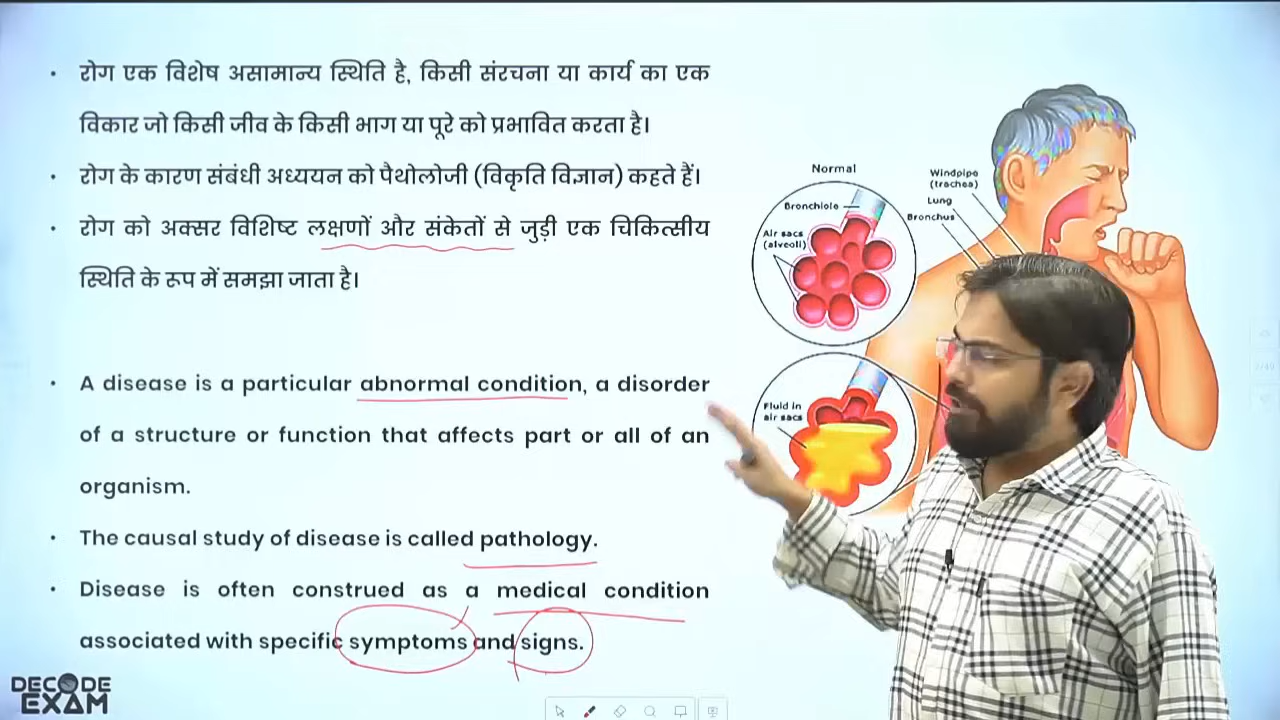 • रोग एक विशेष असामान्य स्थिति है, किसी संरचना या कार्य का एक
विकार जो किसी जीव के किसी भाग या पूरे को प्रभावित करता है।
• रोग के कारण संबंधी अध्ययन को पैथोलोजी (विकृति विज्ञान) कहते हैं।
• रोग को अक्सर विशिष्ट लक्षणों और संकेतों से जुड़ी एक चिकित्सीय
स्थिति के रूप में समझा जाता है।
• A disease is a particular abnormal condition, a disorder
of a structure or function that affects part or all of an
organism.
• The causal study of disease is called pathology.
• Disease is often construed as a medical condition
associated with specific symptoms and signs.
Normal
Bronchiole
Air sacs
(alveoli)
Windpipe
(trachea)
Lung
Bronchus
Fluid in
air sacs
DECODE
EXAM